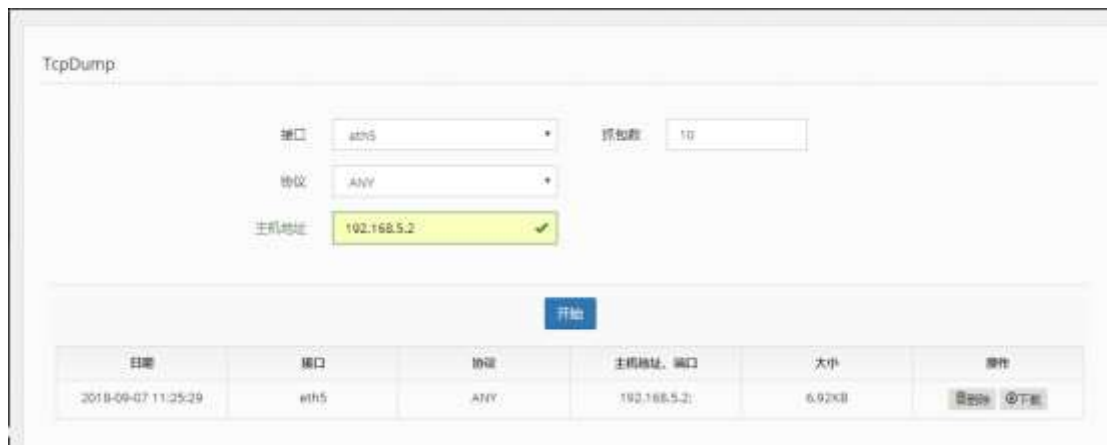 TcpDump
接口 eth5 抓包数 10
协议 ANY
主机地址 192.168.5.2
开始
日期 接口 协议 主机地址、端口 大小 操作
2018-09-07 11:25:29 eth5 ANY 192.168.5.2; 6.92KB 删除 下载